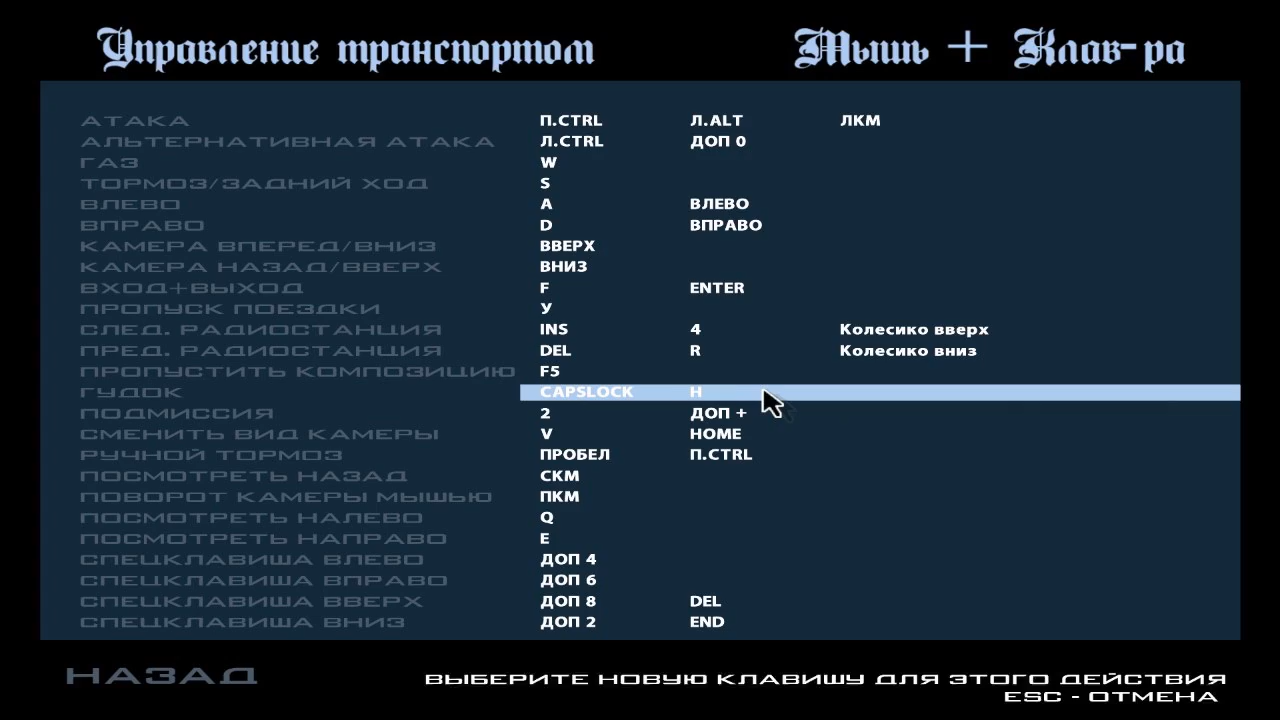 Управление транспортом Мышь + Клав-ра
АТАКА П.CTRL Л.ALT ЛКМ
АЛЬТЕРНАТИВНАЯ АТАКА Л.CTRL ДОП 0
ГАЗ W
ТОРМОЗ/ЗАДНИЙ ХОД S
ВЛЕВО A ВЛЕВО
ВПРАВО D ВПРАВО
КАМЕРА ВПЕРЕД/ВНИЗ ВВЕРХ
КАМЕРА НАЗАД/ВВЕРХ ВНИЗ
ВХОД+ВЫХОД F ENTER
ПРОПУСК ПОЕЗДКИ У
СЛЕД. РАДИОСТАНЦИЯ INS 4 Колесико вверх
ПРЕД. РАДИОСТАНЦИЯ DEL R Колесико вниз
ПРОПУСТИТЬ КОМПОЗИЦИЮ F5
ГУДОК CAPSLOCK H
ПОДМИССИЯ 2 ДОП +
СМЕНИТЬ ВИД КАМЕРЫ V HOME
РУЧНОЙ ТОРМОЗ ПРОБЕЛ П.CTRL
ПОСМОТРЕТЬ НАЗАД СКМ
ПОВОРОТ КАМЕРЫ МЫШЬЮ ПКМ
ПОСМОТРЕТЬ НАЛЕВО Q
ПОСМОТРЕТЬ НАПРАВО E
СПЕЦКЛАВИША ВЛЕВО ДОП 4
СПЕЦКЛАВИША ВПРАВО ДОП 6
СПЕЦКЛАВИША ВВЕРХ ДОП 8 DEL
СПЕЦКЛАВИША ВНИЗ ДОП 2 END
НАЗАД ВЫБЕРИТЕ НОВУЮ КЛАВИШУ ДЛЯ ЭТОГО ДЕЙСТВИЯ
ESC - ОТМЕНА